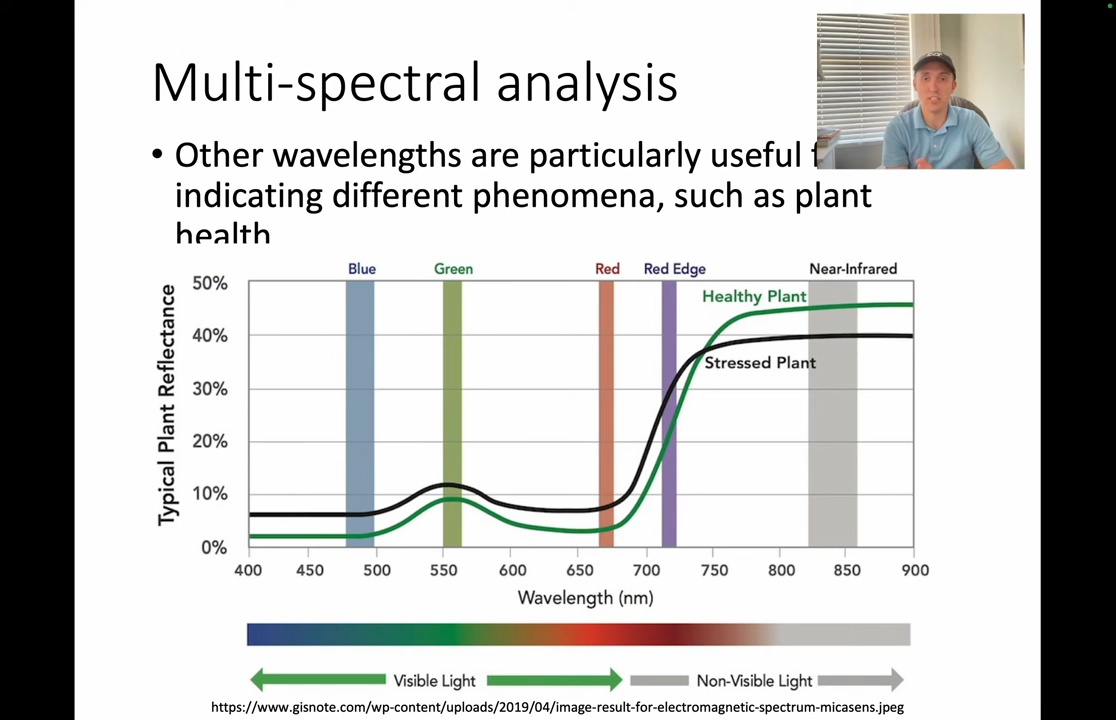 Multi-spectral analysis
• Other wavelengths are particularly useful
indicating different phenomena, such as plant
health
Blue Green Red Red Edge Near-Infrared
50%
Healthy Plant
40%
Stressed Plant
30%
20%
10%
0%
Typical Plant Reflectance
400 450 500 550 600 650 700 750 800 850 900
Wavelength (nm)
Visible Light Non-Visible Light
https://www.gisnote.com/wp-content/uploads/2019/04/image-result-for-electromagnetic-spectrum-micasens.jpeg